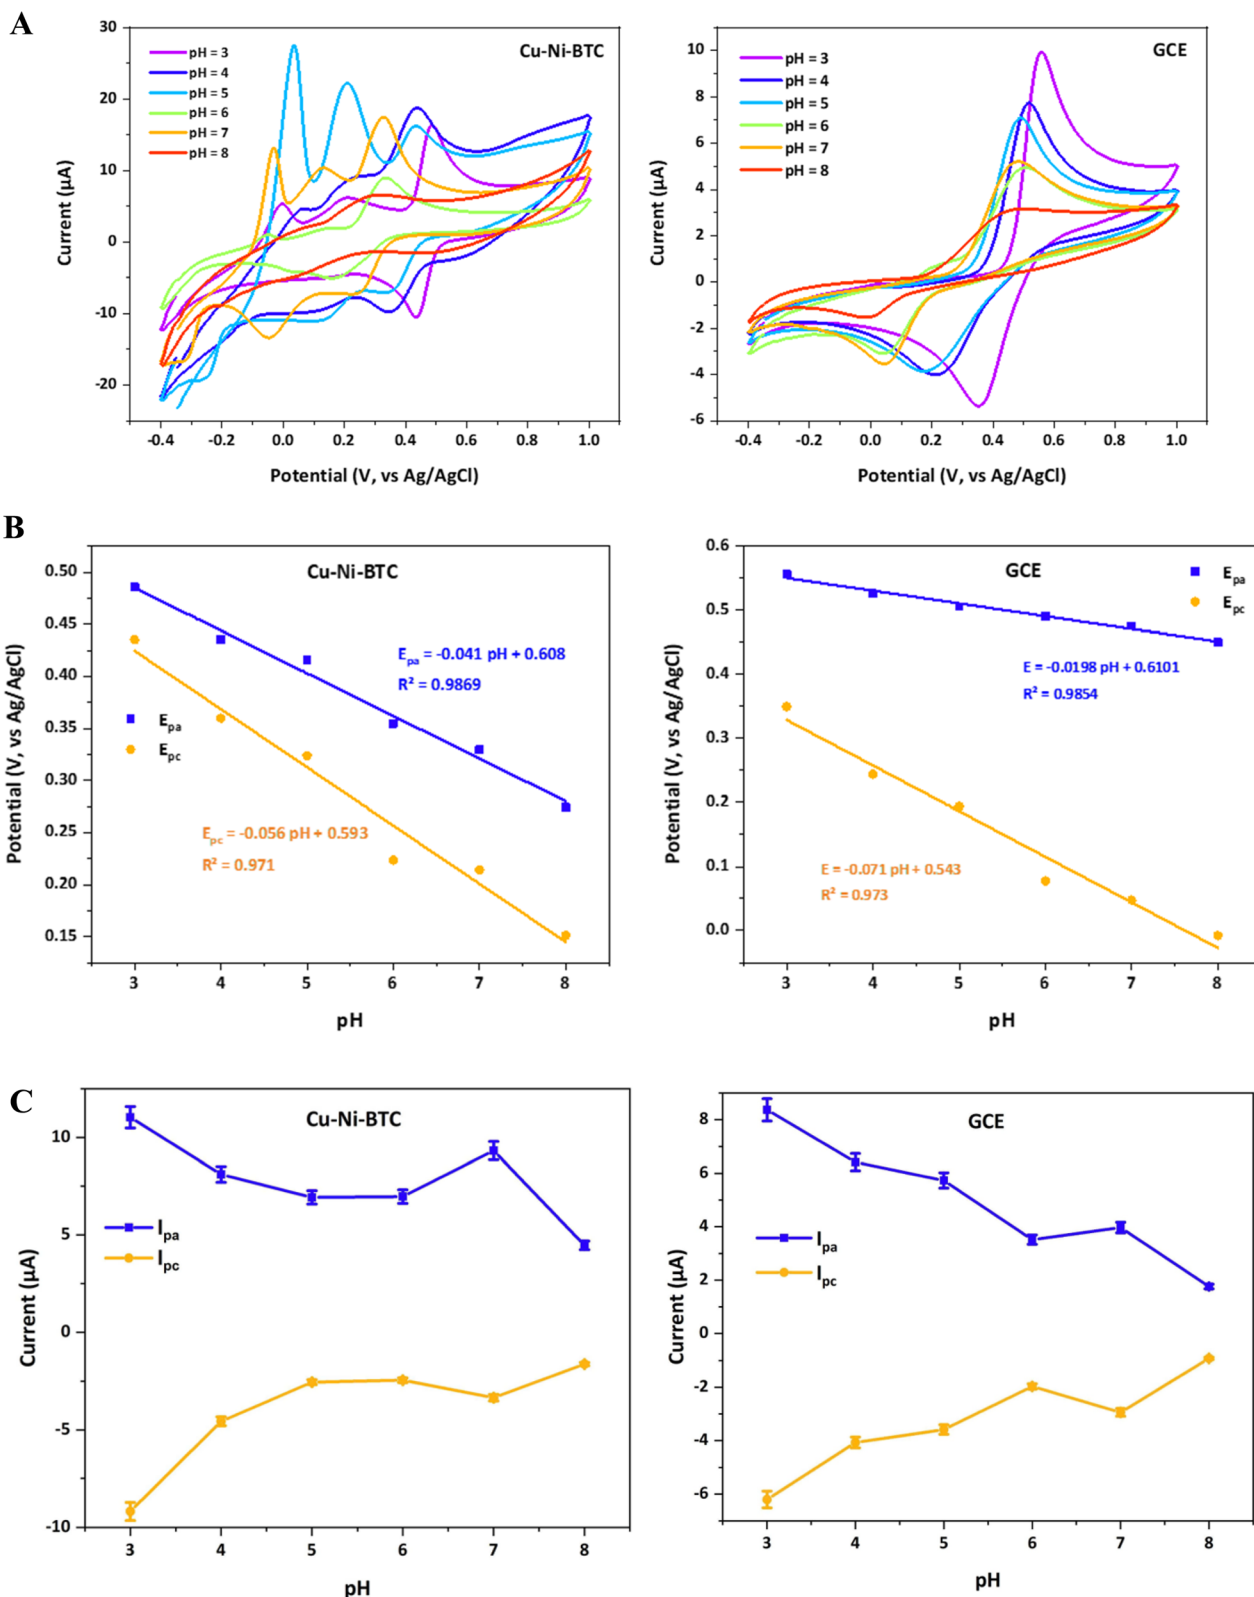 A
Cu-Ni-BTC
pH = 3
pH = 4
pH = 5
pH = 6
pH = 7
pH = 8
30
20
10
0
-10
-20
Current (µA)
-0.4 -0.2 0.0 0.2 0.4 0.6 0.8 1.0
Potential (V, vs Ag/AgCl)
GCE
pH = 3
pH = 4
pH = 5
pH = 6
pH = 7
pH = 8
10
8
6
4
2
0
-2
-4
-6
Current (µA)
-0.4 -0.2 0.0 0.2 0.4 0.6 0.8 1.0
Potential (V, vs Ag/AgCl)
B
Cu-Ni-BTC
0.50
0.45
0.40
0.35
0.30
0.25
0.20
0.15
Potential (V, vs Ag/AgCl)
Epa = -0.041 pH + 0.608
R² = 0.9869
Epa
Epc
Epc = -0.056 pH + 0.593
R² = 0.971
3 4 5 6 7 8
pH
GCE
Epa
Epc
0.6
0.5
0.4
0.3
0.2
0.1
0.0
Potential (V, vs Ag/AgCl)
E = -0.0198 pH + 0.6101
R² = 0.9854
E = -0.071 pH + 0.543
R² = 0.973
3 4 5 6 7 8
pH
C
Cu-Ni-BTC
10
5
0
-5
-10
Current (µA)
Ipa
Ipc
3 4 5 6 7 8
pH
GCE
8
6
4
2
0
-2
-4
-6
Current (µA)
Ipa
Ipc
3 4 5 6 7 8
pH